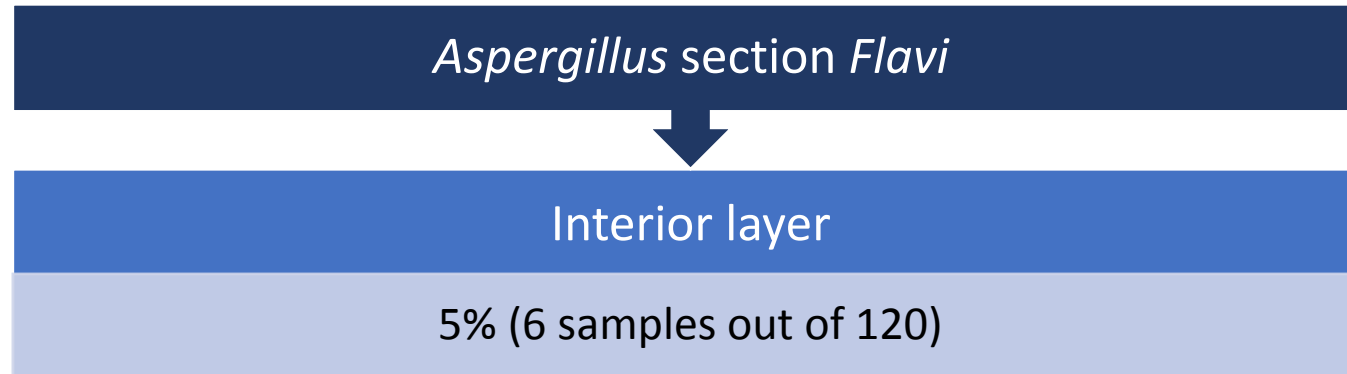 Aspergillus section Flavi
Interior layer
5% (6 samples out of 120)